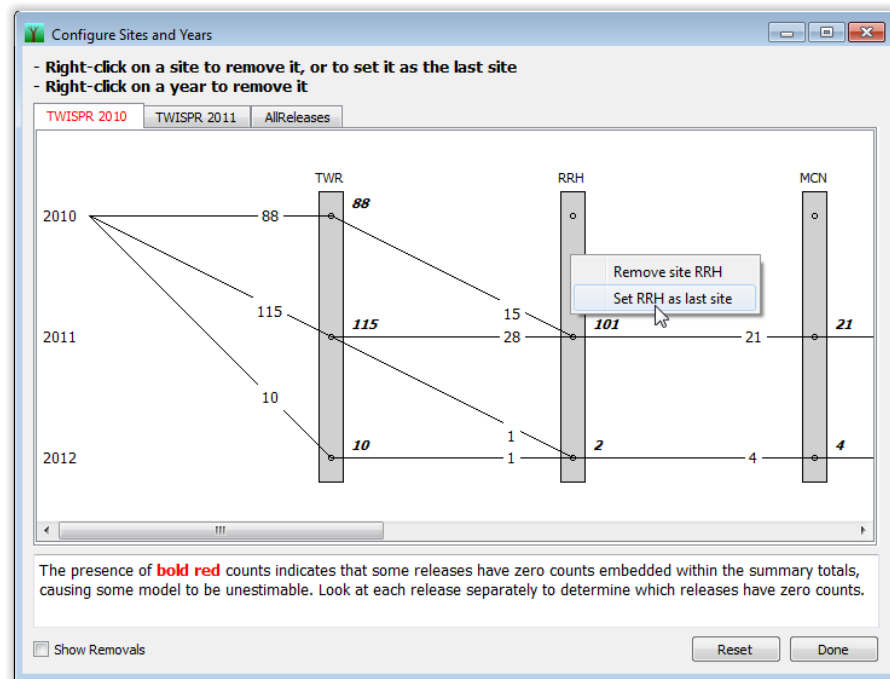 Configure Sites and Years
- Right-click on a site to remove it, or to set it as the last site
- Right-click on a year to remove it
TWISPR 2010 TWISPR 2011 AllReleases
TWR RRH MCN
2010 88 88
Remove site RRH
Set RRH as last site
115 15
2011 115 28 101 21 21
10
1
2012 10 1 2 4 4
The presence of bold red counts indicates that some releases have zero counts embedded within the summary totals,
causing some model to be unestimable. Look at each release separately to determine which releases have zero counts.
Show Removals Reset Done